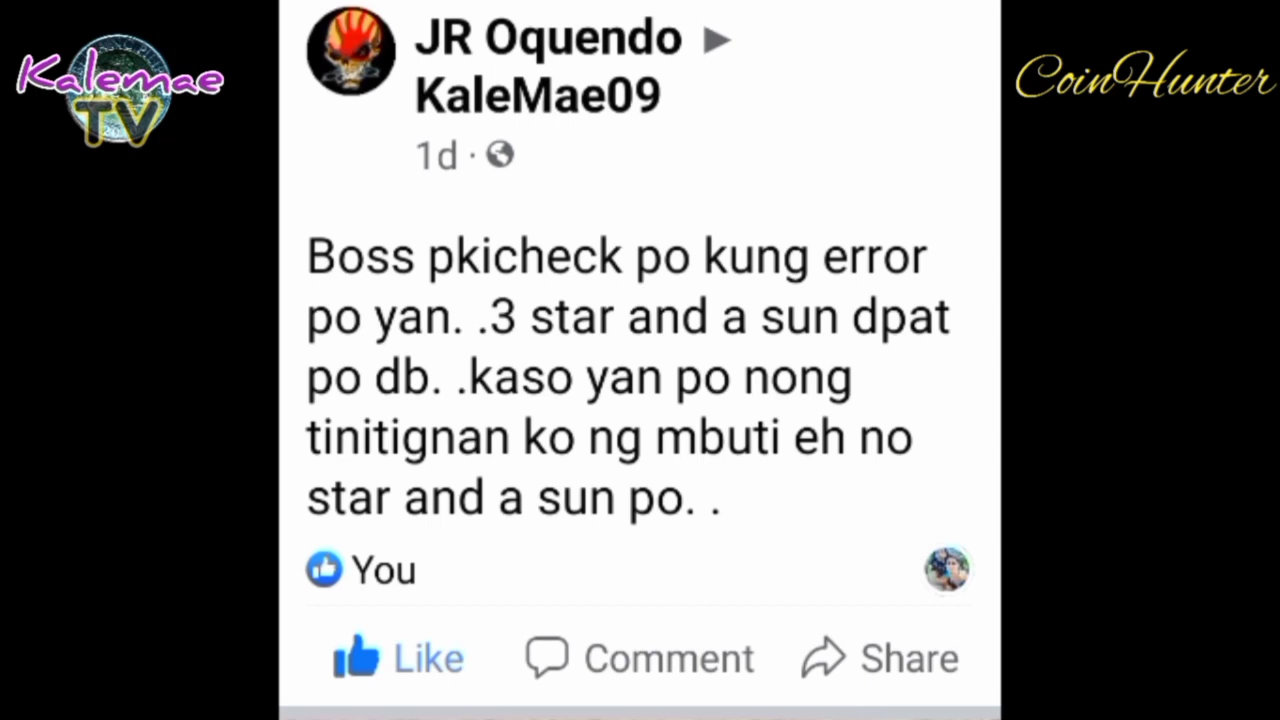 Kalemae
TV
CoinHunter
JR Oquendo ▶
KaleMae09
1d ·
Boss pkicheck po kung error
po yan. .3 star and a sun dpat
po db. .kaso yan po nong
tinitignan ko ng mbuti eh no
star and a sun po. .
You
Like
Comment
Share